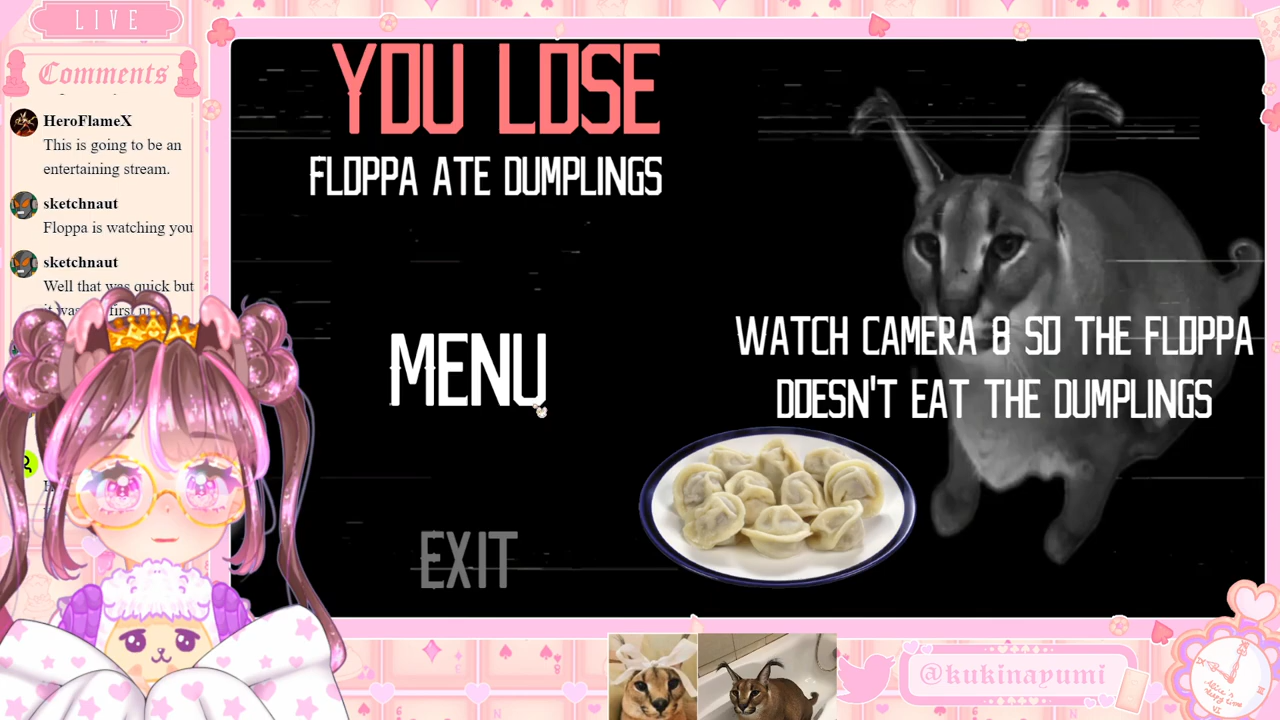 LIVE
Comments
HeroFlameX
This is going to be an
entertaining stream.
sketchnaut
Floppa is watching you
sketchnaut
Well that was quick but
YOU LOSE
FLOPPA ATE DUMPLINGS
MENU
EXIT
WATCH CAMERA 8 SO THE FLOPPA
DOESN'T EAT THE DUMPLINGS
@kukinayumi